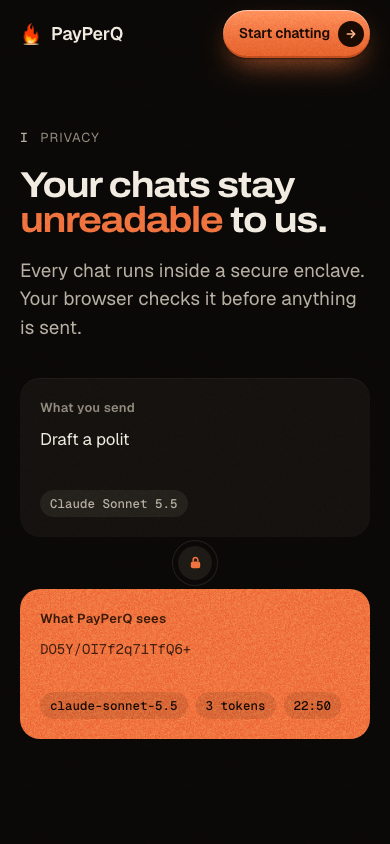 PayPerQ
Start chatting
I PRIVACY
Your chats stay
unreadable to us.
Every chat runs inside a secure enclave.
Your browser checks it before anything
is sent.
What you send
Draft a polit
Claude Sonnet 5.5
What PayPerQ sees
DO5Y/OI7f2q71TfQ6+
claude-sonnet-5.5 3 tokens 22:50